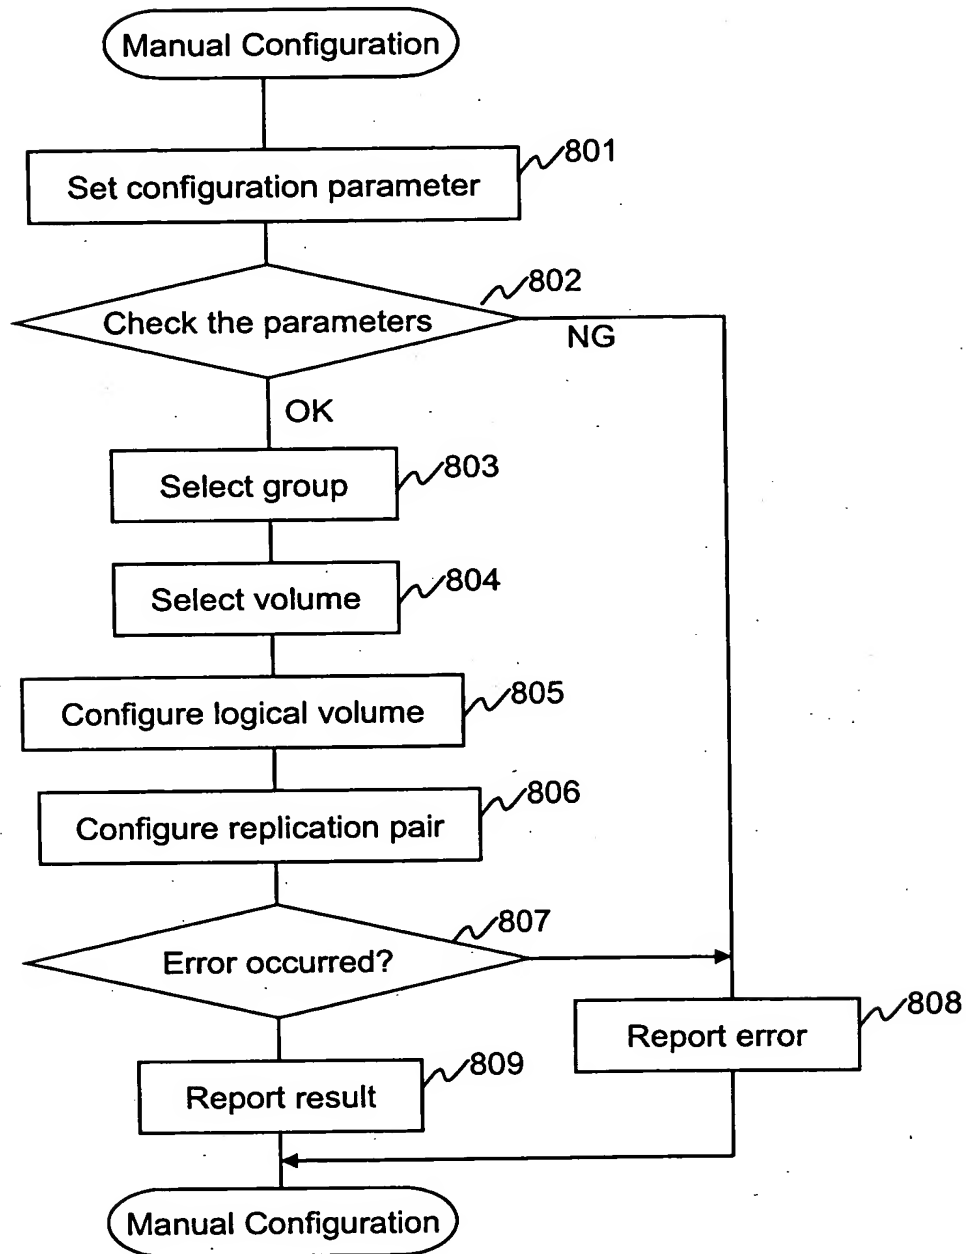 Manual Configuration
801
Set configuration parameter
802
Check the parameters
NG
OK
803
Select group
804
Select volume
805
Configure logical volume
806
Configure replication pair
807
Error occurred?
808
Report error
809
Report result
Manual Configuration